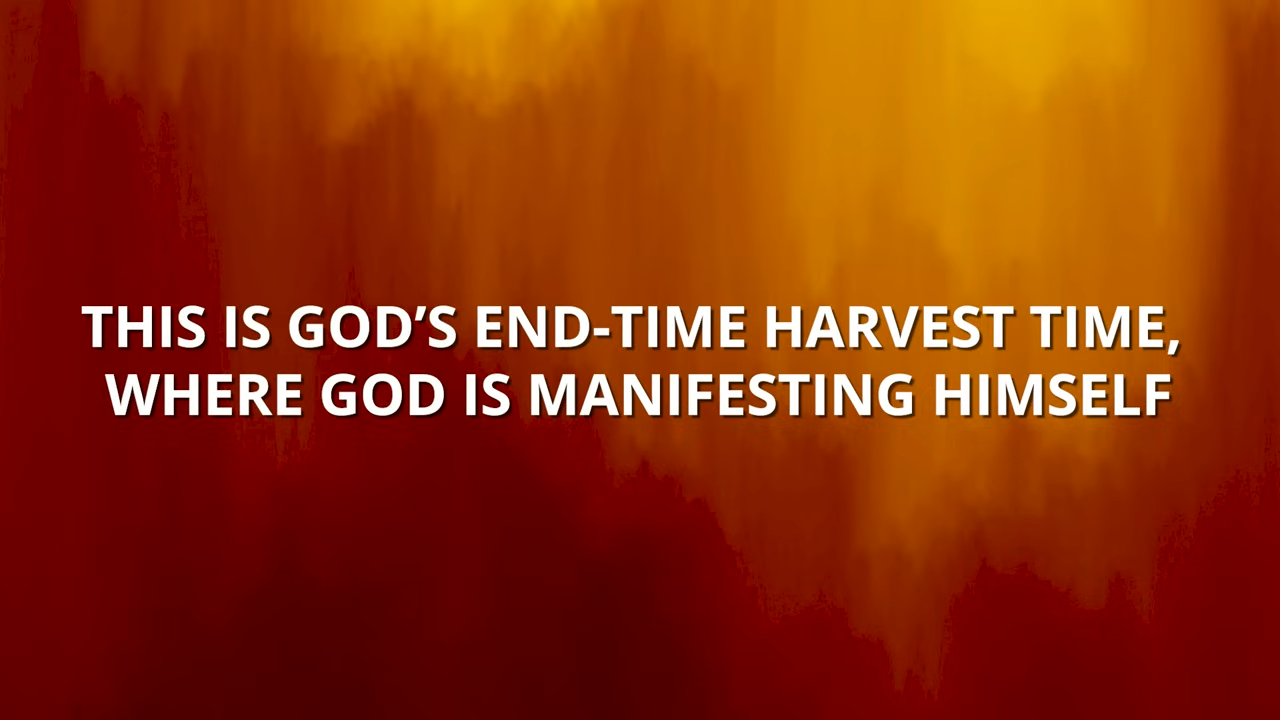 THIS IS GOD’S END-TIME HARVEST TIME,
WHERE GOD IS MANIFESTING HIMSELF